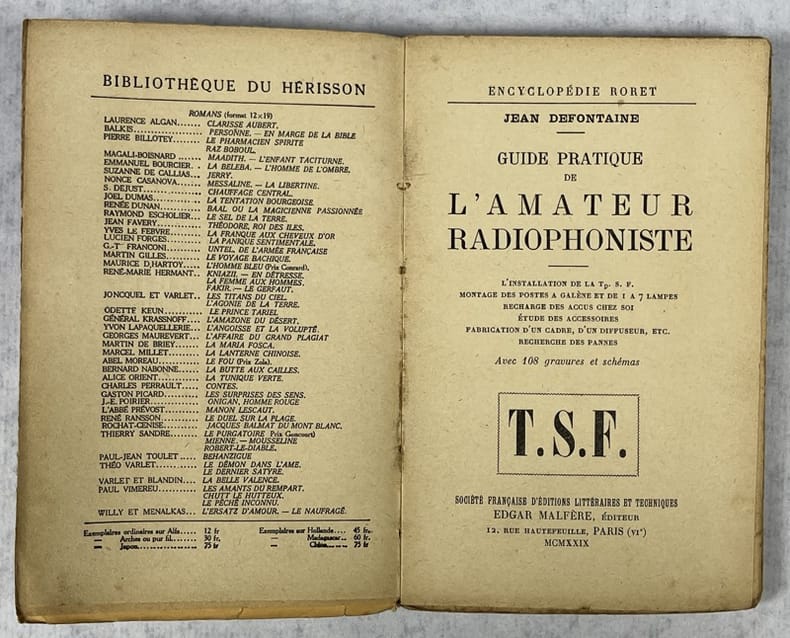 BIBLIOTHÈQUE DU HÉRISSON
ROMANS (format 12×19)
LAURENCE ALGAN....... CLARISSE AUBERT.
BALKIS..................... PERSONNE. — EN MARGE DE LA BIBLE
PIERRE BILLOTEY........ LE PHARMACIEN SPIRITE
RAZ BOBOUL.
MAGALI-BOISNARD ....... MAADITH. — L'ENFANT TACITURNE.
EMMANUEL BOURCIER. . LA BELEBA. — L'HOMME DE L'OMBRE.
SUZANNE DE CALLIAS... JERRY.
NONCE CASANOVA....... MESSALINE. — LA LIBERTINE.
S. DEJUST................. CHAUFFAGE CENTRAL.
JOEL DUMAS............... LA TENTATION BOURGEOISE.
RENÉE DUNAN............ BAAL OU LA MAGICIENNE PASSIONNÉE
RAYMOND ESCHOLIER... LE SEL DE LA TERRE.
JEAN FAVERY............. THÉODORE, ROI DES ILES.
YVES LE FEBVRE......... LA FRANQUE AUX CHEVEUX D'OR
LUCIEN FORGES.......... LA PANIQUE SENTIMENTALE.
G.-Tᵗ FRANCONI.......... UNTEL, DE L'ARMÉE FRANÇAISE
MARTIN GILLES.......... LE VOYAGE BACHIQUE.
MAURICE D'HARTOY..... L'HOMME BLEU (Prix Conrard).
RENÉ-MARIE HERMANT.. KNIAZII. — EN DÉTRESSE.
LA FEMME AUX HOMMES.
FAKIR. — LE GERFAUT.
JONCQUEL ET VARLET.. LES TITANS DU CIEL.
L'AGONIE DE LA TERRE.
ODETTE KEUN ............ LE PRINCE TARIEL
GÉNÉRAL KRASSNOFF.... L'AMAZONE DU DÉSERT.
YVON LAPAQUELLERIE... L'ANGOISSE ET LA VOLUPTÉ.
GEORGES MAUREVERT... L'AFFAIRE DU GRAND PLAGIAT
MARTIN DE BRIEY....... LA MARIA FOSCA.
MARCEL MILLET......... LA LANTERNE CHINOISE.
ABEL MOREAU............ LE FOU (Prix Zola).
BERNARD NABONNE...... LA BUTTE AUX CAILLES.
ALICE ORIENT............ LA TUNIQUE VERTE.
CHARLES PERRAULT..... CONTES.
GASTON PICARD.......... LES SURPRISES DES SENS.
J.-E. POIRIER............. ONIGAN, HOMME ROUGE
L'ABBÉ PRÉVOST......... MANON LESCAUT.
RENÉ RANSSON........... LE DUEL SUR LA PLAGE.
ROCHAT-CENISE.......... JACQUES BALMAT DU MONT BLANC.
THIERRY SANDRE........ LE PURGATOIRE Prix Goncourt)
MIENNE. — MOUSSELINE
ROBERT-LE-DIABLE.
PAUL-JEAN TOULET .... BEHANZIGUE
THÉO VARLET............ LE DÉMON DANS L'AME.
LE DERNIER SATYRE.
VARLET ET BLANDIN.... LA BELLE VALENCE.
PAUL VIMEREU........... LES AMANTS DU REMPART.
CHUTT LE HUTTEUX.
LE PÉCHÉ INCONNU.
WILLY ET MENALKAS... L'ERSATZ D'AMOUR. — LE NAUFRAGÉ.
Exemplaires ordinaires sur Alfa..... 12 fr Exemplaires sur Hollande.... 45 fr.
— Arches ou pur fil..... 30 fr. — Madagascar .. 60 fr.
— Japon................ 75 fr — Chine........ 75 fr
ENCYCLOPÉDIE RORET
JEAN DEFONTAINE
GUIDE PRATIQUE
DE
L'AMATEUR
RADIOPHONISTE
L'INSTALLATION DE LA Tp. S. F.
MONTAGE DES POSTES A GALÈNE ET DE 1 A 7 LAMPES
RECHARGE DES ACCUS CHEZ SOI
ÉTUDE DES ACCESSOIRES
FABRICATION D'UN CADRE, D'UN DIFFUSEUR, ETC.
RECHERCHE DES PANNES
Avec 108 gravures et schémas
T.S.F.
SOCIÉTÉ FRANÇAISE D'ÉDITIONS LITTÉRAIRES ET TECHNIQUES
EDGAR MALFÈRE, ÉDITEUR
12, RUE HAUTEFEUILLE, PARIS (VIᵉ)
MCMXXIX